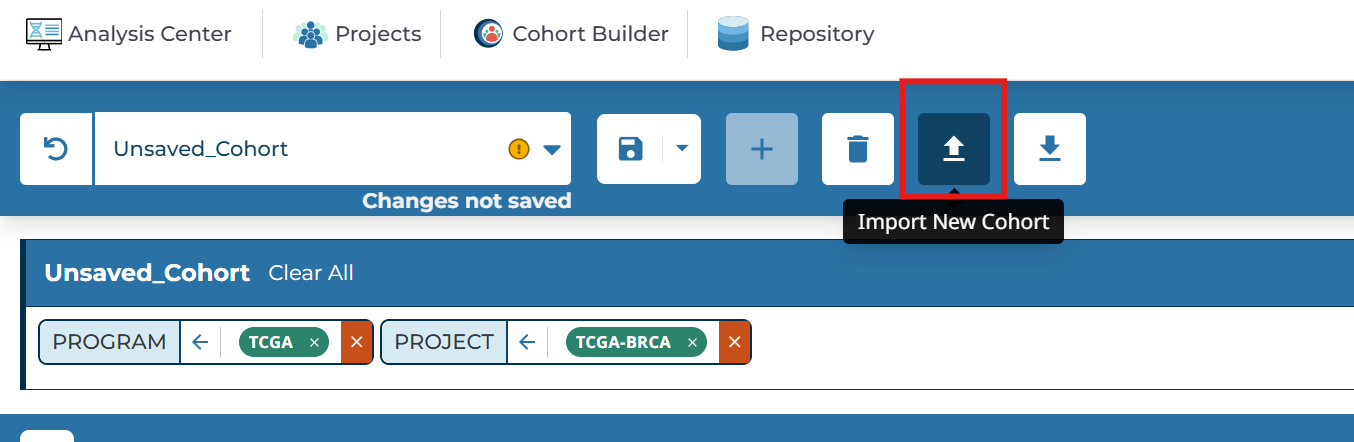 Analysis Center Projects Cohort Builder Repository
Unsaved_Cohort
Changes not saved
Import New Cohort
Unsaved_Cohort Clear All
PROGRAM TCGA PROJECT TCGA-BRCA